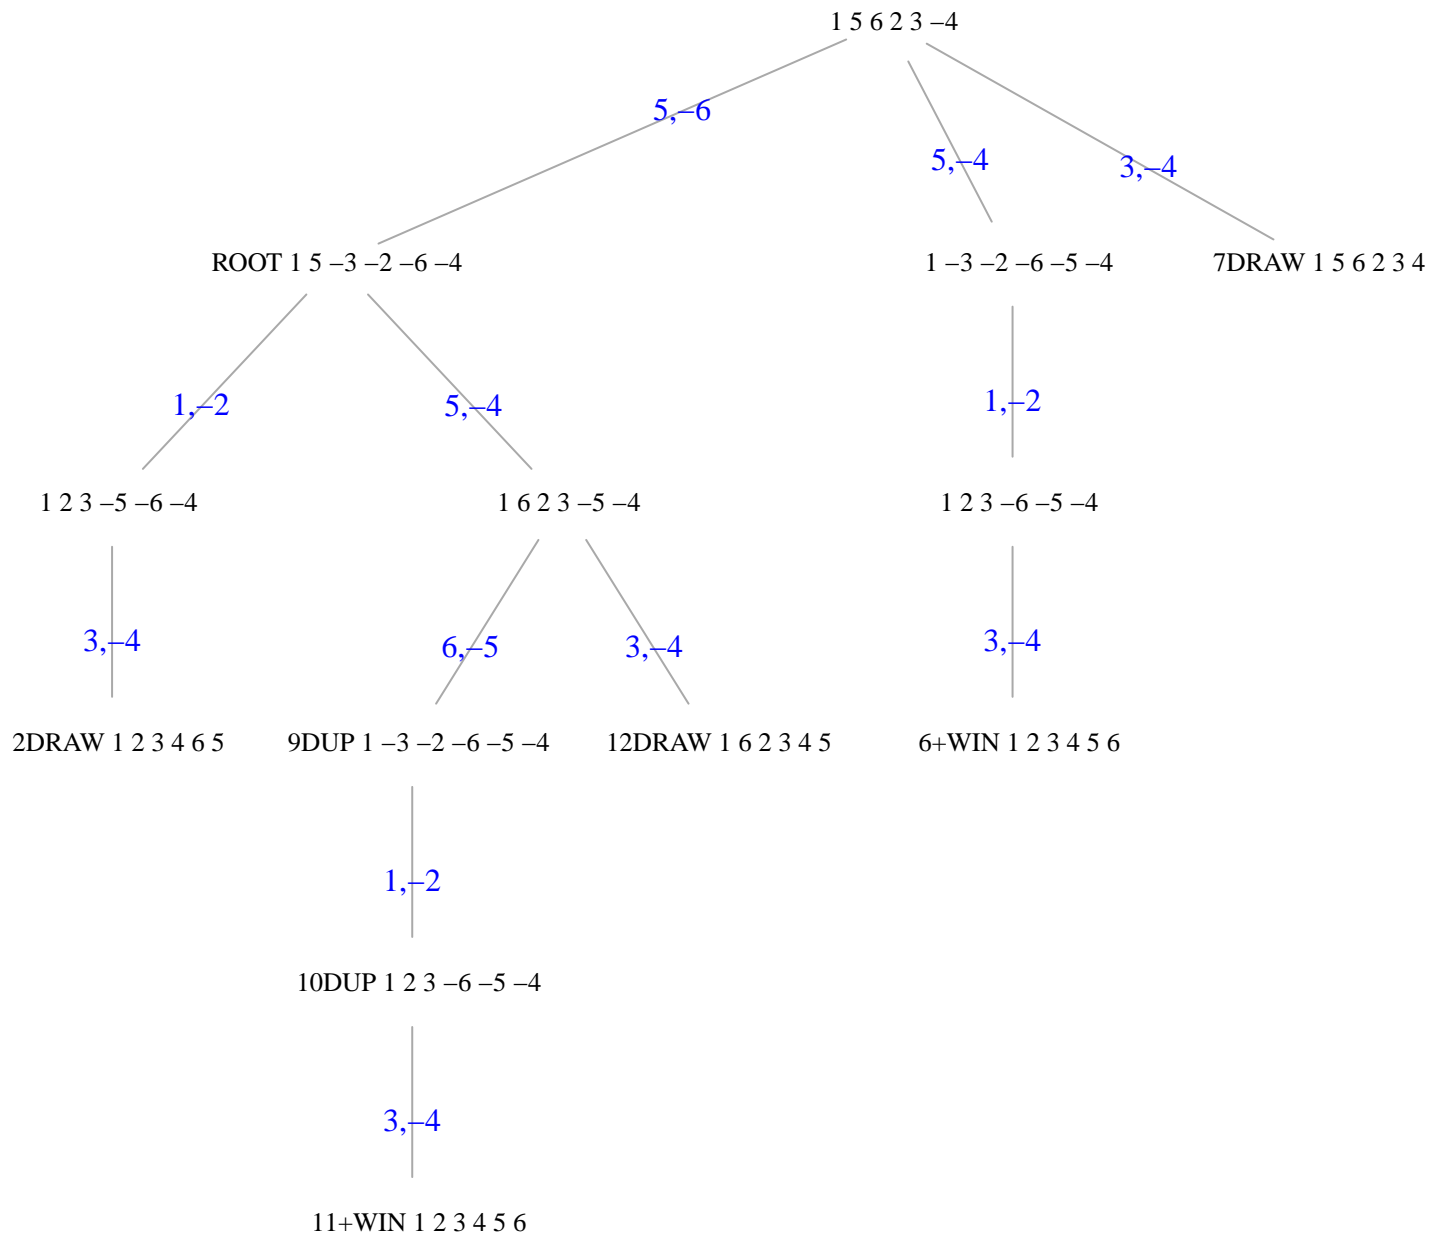 1 5 6 2 3 –4
5,–6
5,–4
3,–4
ROOT 1 5 –3 –2 –6 –4
1 –3 –2 –6 –5 –4
7DRAW 1 5 6 2 3 4
1,–2
5,–4
1,–2
1 2 3 –5 –6 –4
1 6 2 3 –5 –4
1 2 3 –6 –5 –4
3,–4
6,–5
3,–4
3,–4
2DRAW 1 2 3 4 6 5
9DUP 1 –3 –2 –6 –5 –4
12DRAW 1 6 2 3 4 5
6+WIN 1 2 3 4 5 6
1,–2
10DUP 1 2 3 –6 –5 –4
3,–4
11+WIN 1 2 3 4 5 6